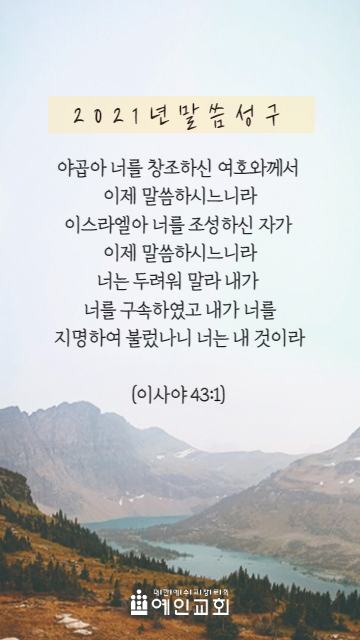 2021년말씀성구
야곱아 너를 창조하신 여호와께서
이제 말씀하시느니라
이스라엘아 너를 조성하신 자가
이제 말씀하시느니라
너는 두려워 말라 내가
너를 구속하였고 내가 너를
지명하여 불렀나니 너는 내 것이라
(이사야 43:1)
예인교회